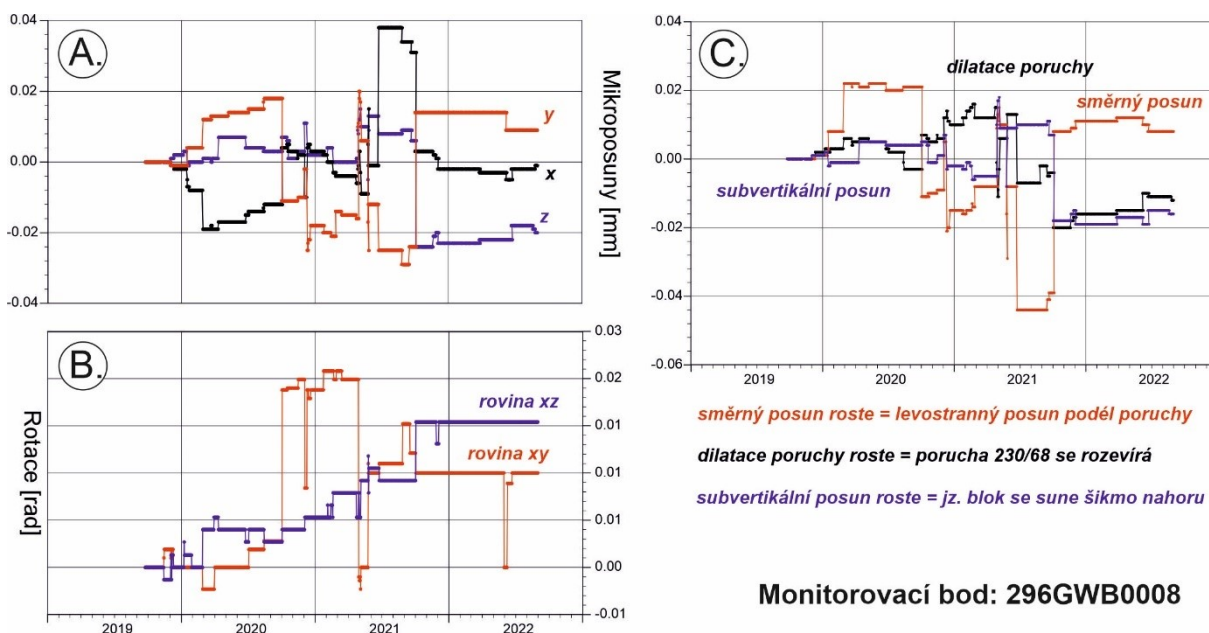 A.
0.04
0.02
0.00
-0.02
-0.04
y
x
z
2019
2020
2021
2022
Mikroposuny [mm]
B.
0.03
0.02
0.01
0.01
0.00
-0.01
Rotace [rad]
rovina xz
rovina xy
2019
2020
2021
2022
C.
0.04
0.02
0.00
-0.02
-0.04
-0.06
dilatace poruchy
směrný posun
subvertikální posun
2019
2020
2021
2022
směrný posun roste = levostranný posun podél poruchy
dilatace poruchy roste = porucha 230/68 se rozevírá
subvertikální posun roste = jz. blok se sune šikmo nahoru
Monitorovací bod: 296GWB0008